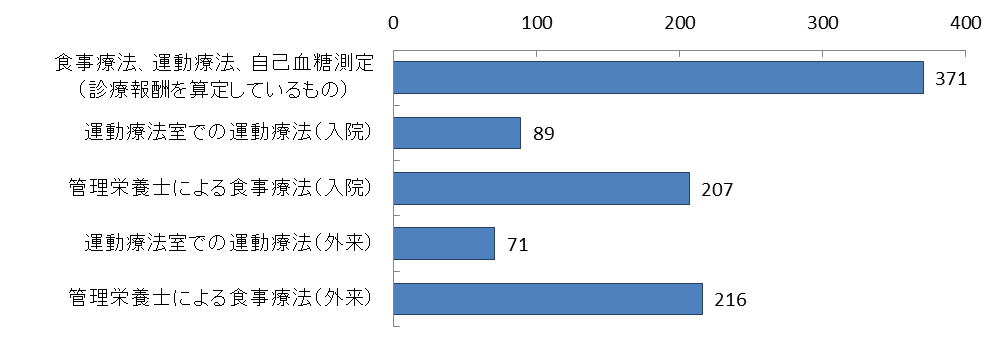 0 100 200 300 400
食事療法、運動療法、自己血糖測定
（診療報酬を算定しているもの）
371
運動療法室での運動療法（入院）
89
管理栄養士による食事療法（入院）
207
運動療法室での運動療法（外来）
71
管理栄養士による食事療法（外来）
216